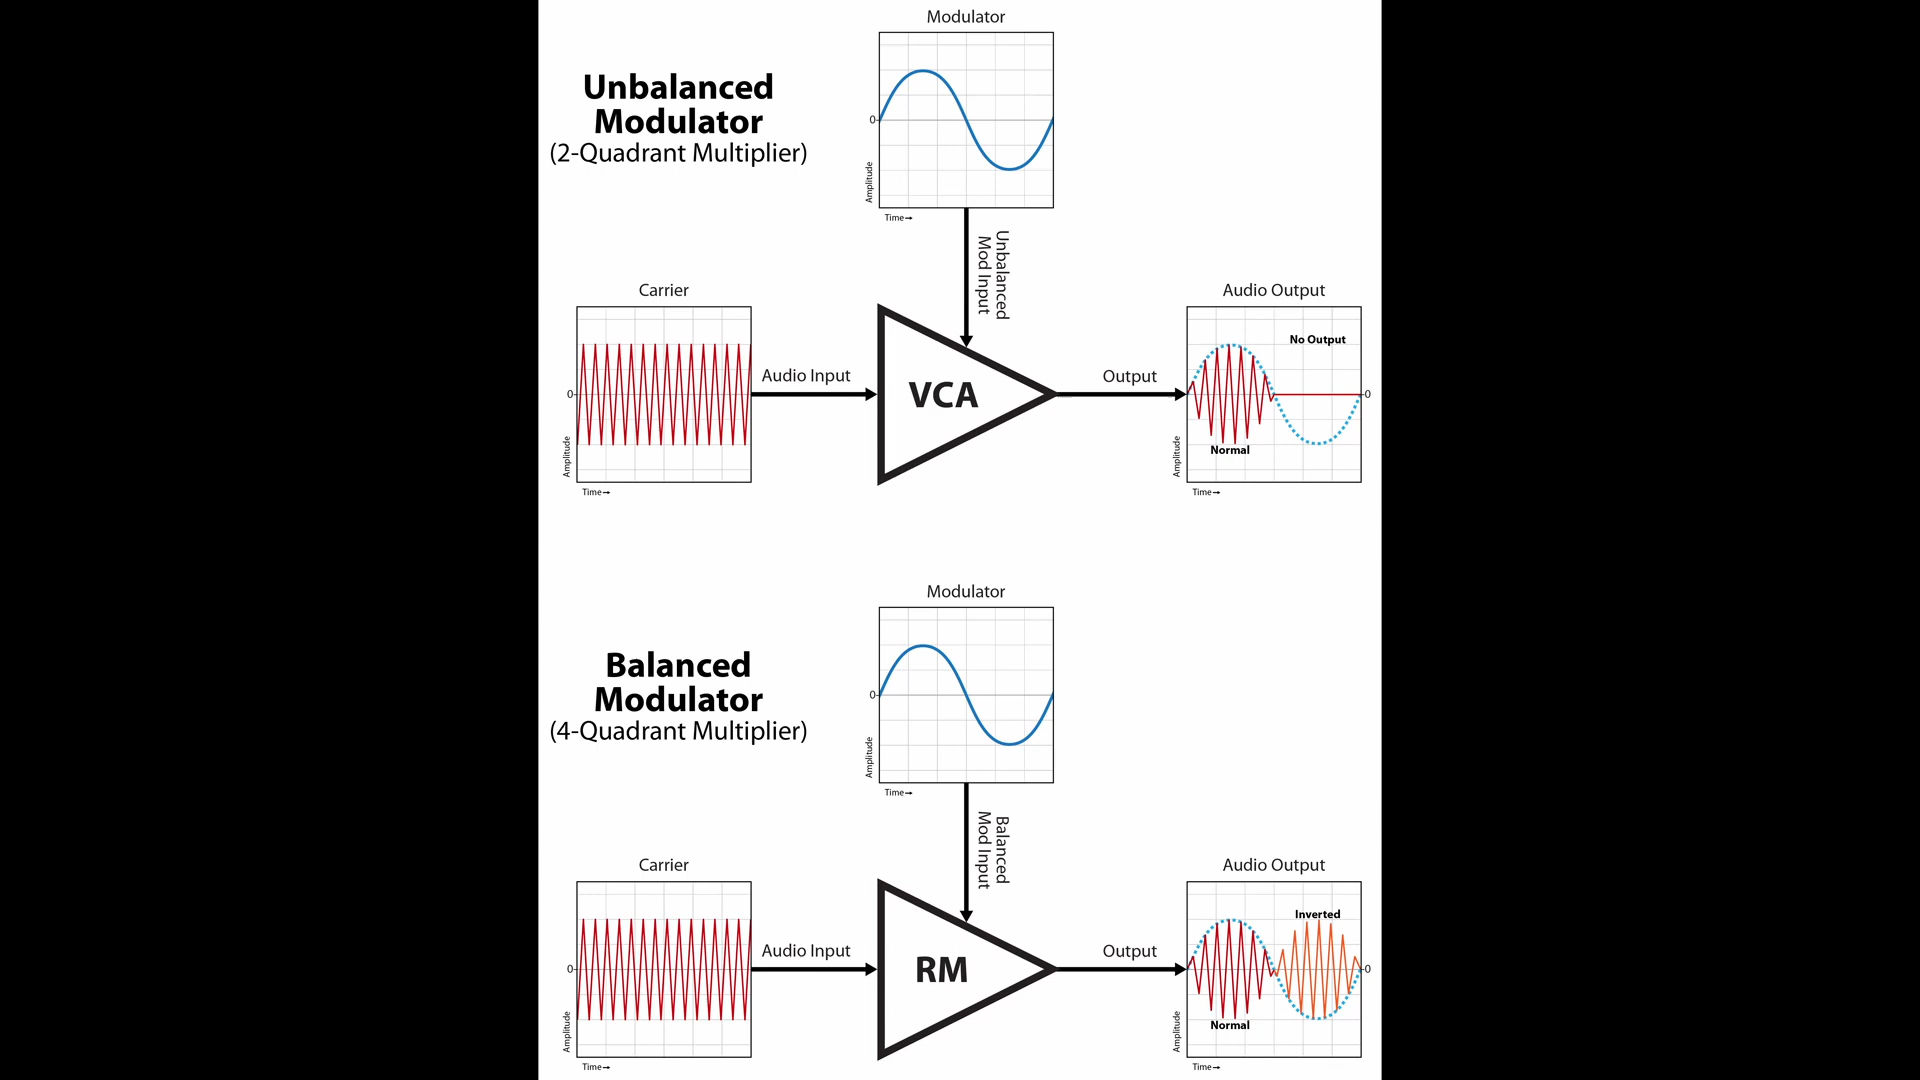 Modulator
Unbalanced
Modulator
(2-Quadrant Multiplier)
0
Amplitude
Time→
Unbalanced
Mod Input
Carrier
0
Amplitude
Time→
Audio Input
VCA
Output
Audio Output
No Output
0
Normal
Amplitude
Time→
Modulator
Balanced
Modulator
(4-Quadrant Multiplier)
0
Amplitude
Time→
Balanced
Mod Input
Carrier
0
Amplitude
Time→
Audio Input
RM
Output
Audio Output
Inverted
0
Normal
Amplitude
Time→